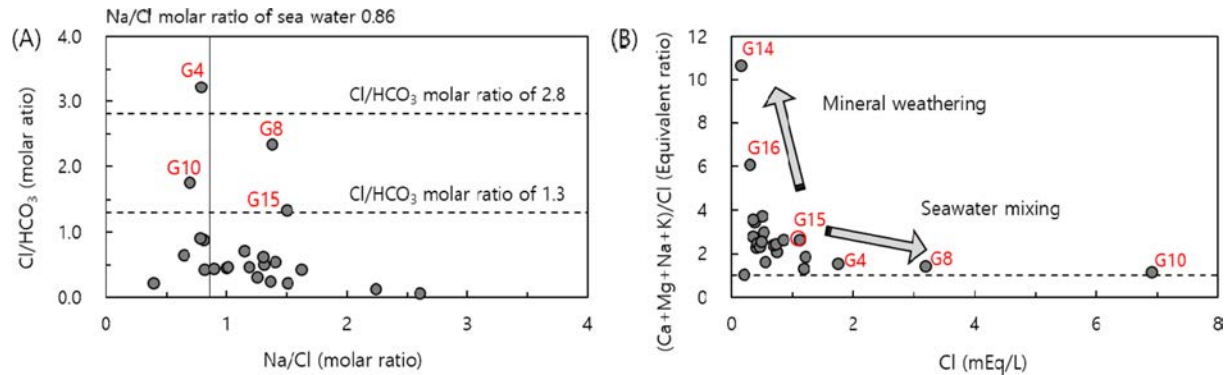 Na/Cl molar ratio of sea water 0.86
(A)
4.0
3.0
2.0
1.0
0.0
0
1
2
3
4
Cl/HCO₃ (molar atio)
Na/Cl (molar ratio)
G4
Cl/HCO₃ molar ratio of 2.8
G8
G10
Cl/HCO₃ molar ratio of 1.3
G15
(B)
12
10
8
6
4
2
0
0
2
4
6
8
(Ca+Mg+Na+K)/Cl (Equivalent ratio)
Cl (mEq/L)
G14
Mineral weathering
G16
G15
Seawater mixing
G4
G8
G10